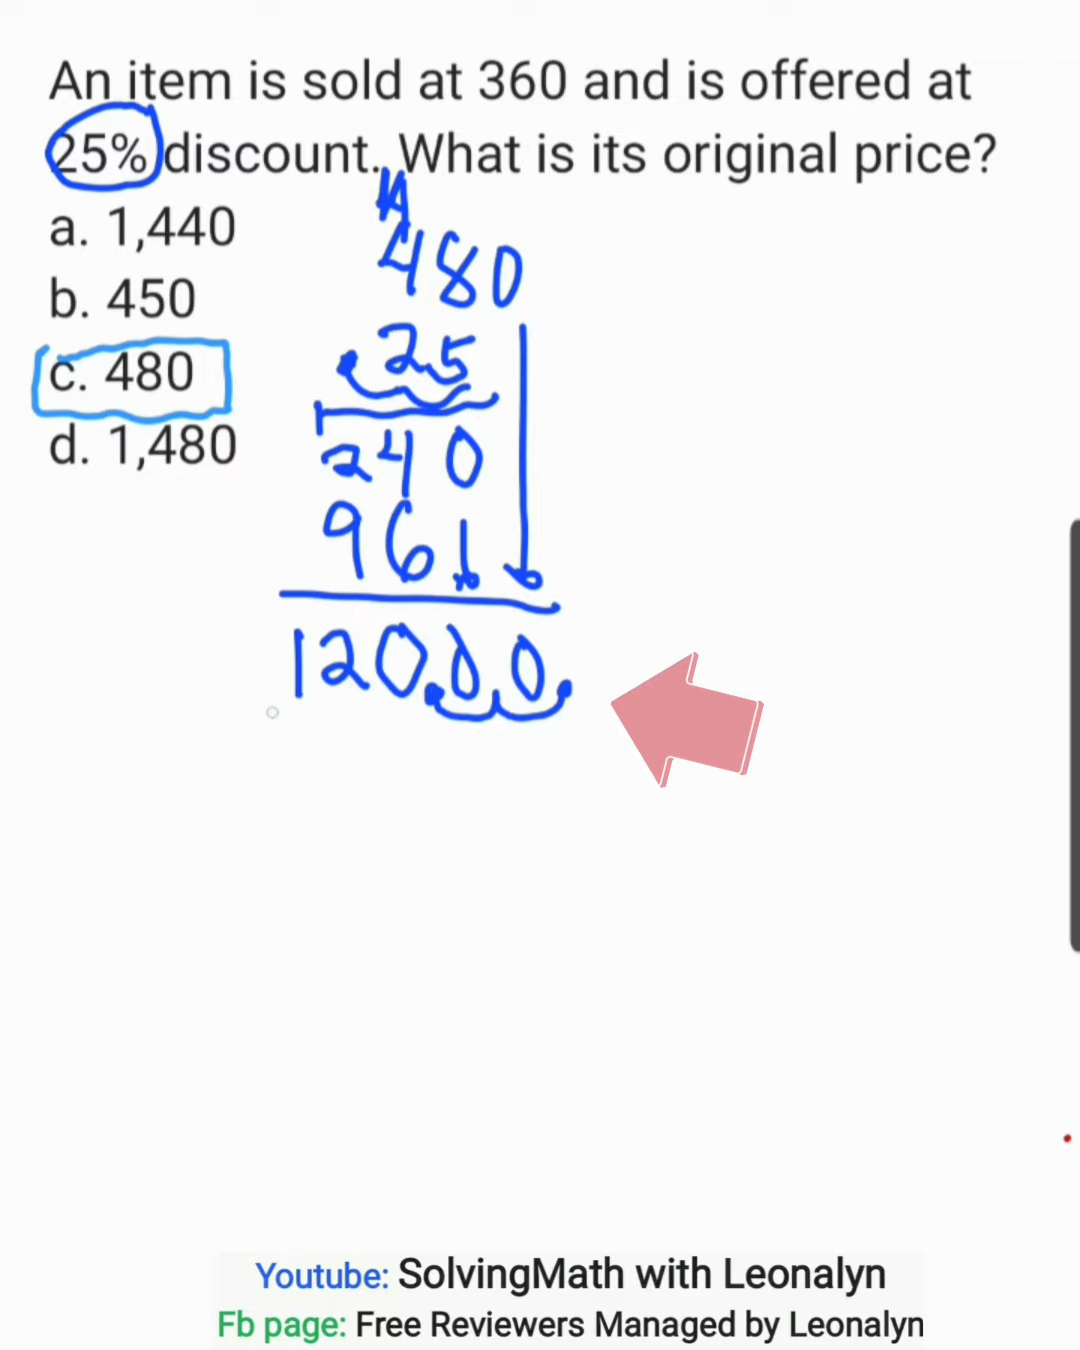 An item is sold at 360 and is offered at
25% discount. What is its original price?
a. 1,440
b. 450
c. 480
d. 1,480
480
.25
240
96
120.00.
Youtube: SolvingMath with Leonalyn
Fb page: Free Reviewers Managed by Leonalyn